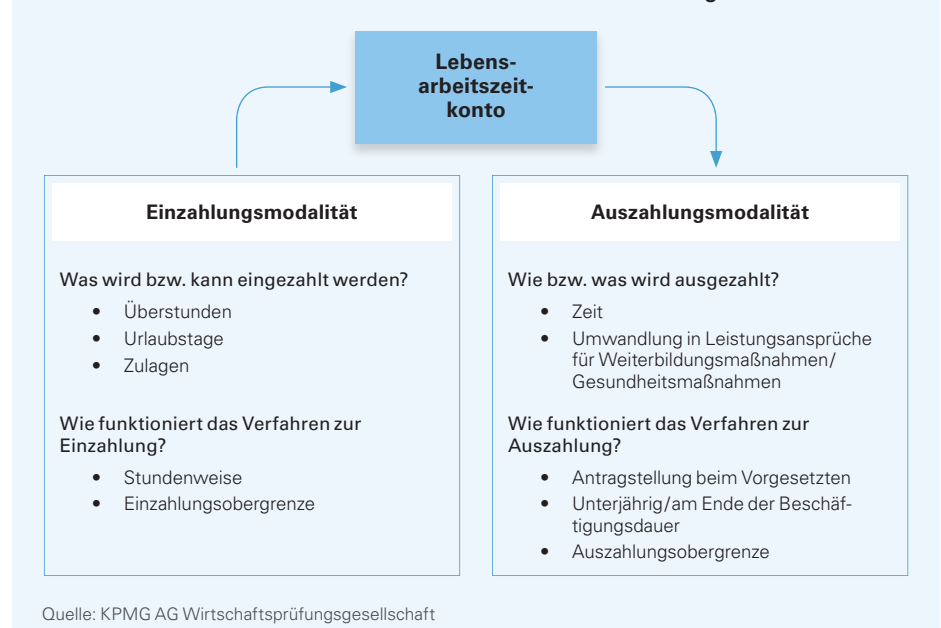 Lebens-
arbeitszeit-
konto
Einzahlungsmodalität
Was wird bzw. kann eingezahlt werden?
• Überstunden
• Urlaubstage
• Zulagen
Wie funktioniert das Verfahren zur
Einzahlung?
• Stundenweise
• Einzahlungsobergrenze
Auszahlungsmodalität
Wie bzw. was wird ausgezahlt?
• Zeit
• Umwandlung in Leistungsansprüche
für Weiterbildungsmaßnahmen/
Gesundheitsmaßnahmen
Wie funktioniert das Verfahren zur
Auszahlung?
• Antragstellung beim Vorgesetzten
• Unterjährig/am Ende der Beschäf-
tigungsdauer
• Auszahlungsobergrenze
Quelle: KPMG AG Wirtschaftsprüfungsgesellschaft